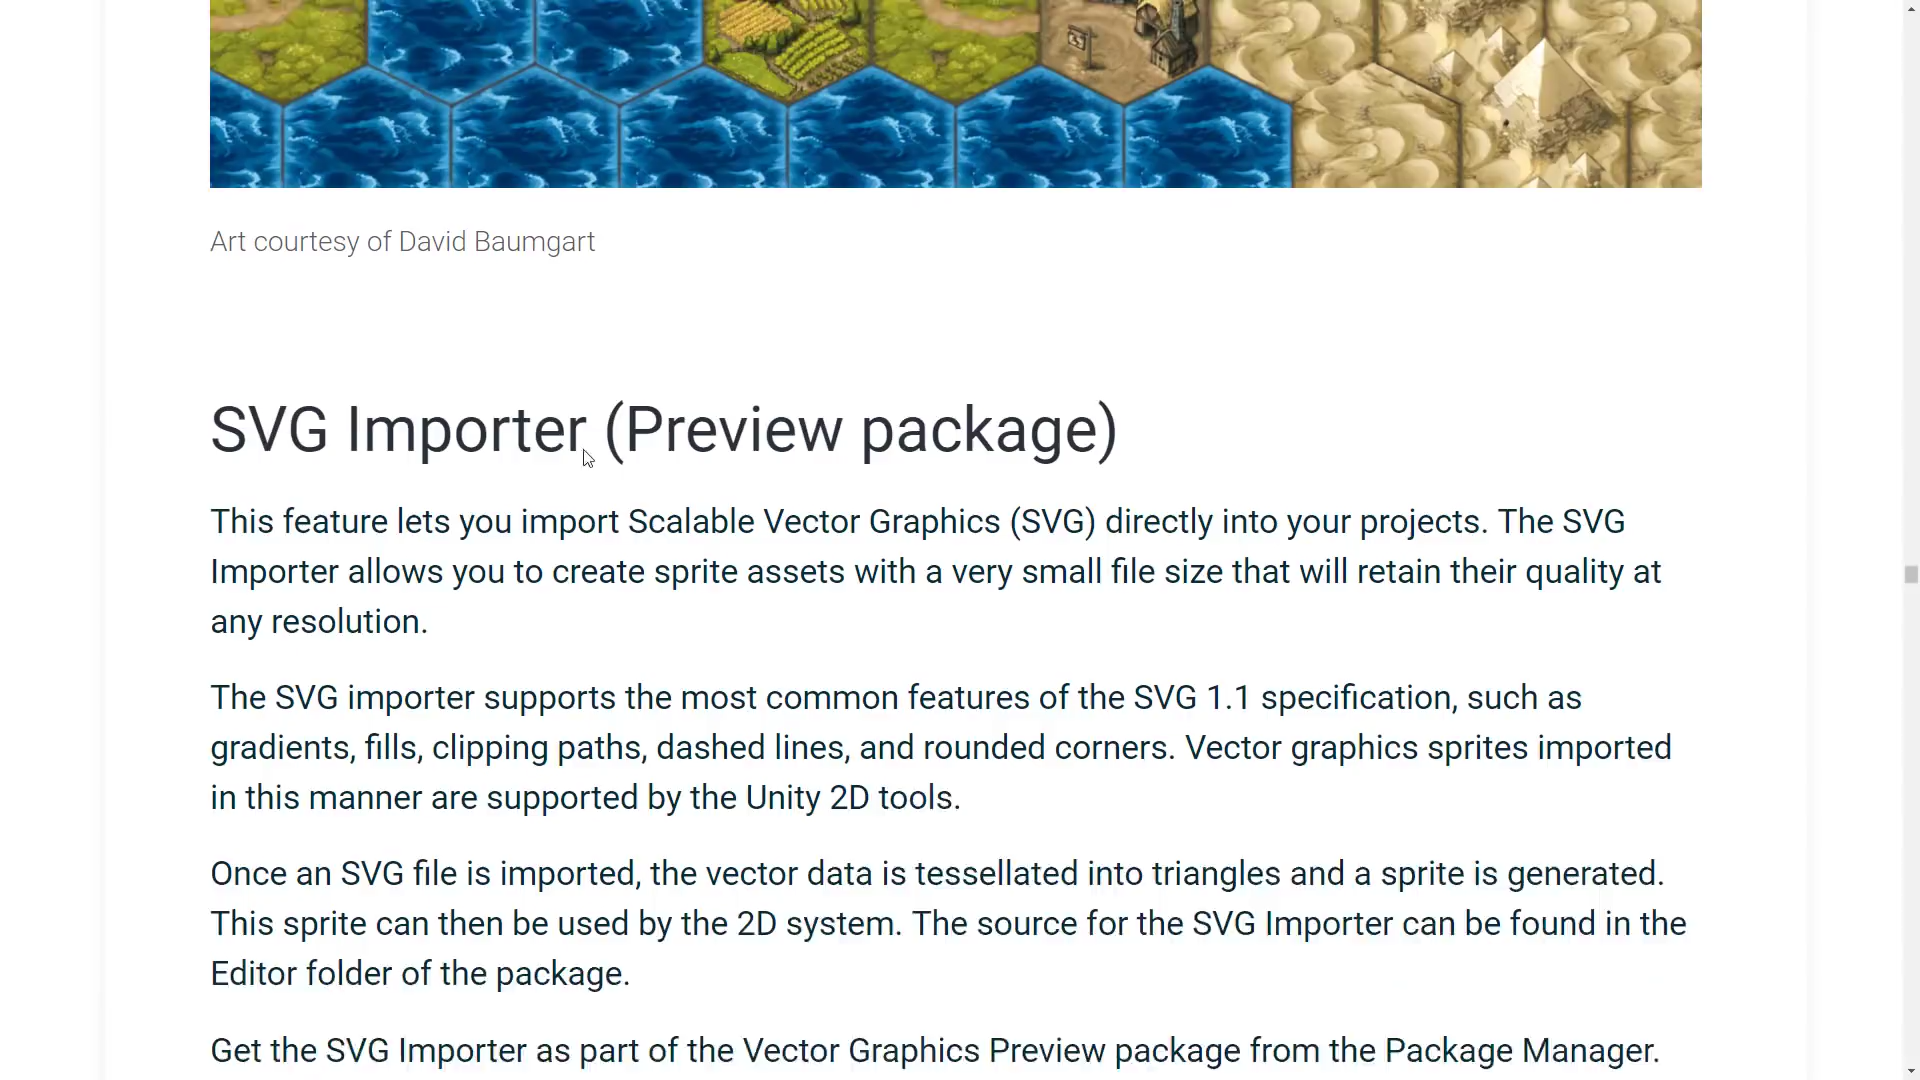 Art courtesy of David Baumgart
SVG Importer (Preview package)
This feature lets you import Scalable Vector Graphics (SVG) directly into your projects. The SVG
Importer allows you to create sprite assets with a very small file size that will retain their quality at
any resolution.
The SVG importer supports the most common features of the SVG 1.1 specification, such as
gradients, fills, clipping paths, dashed lines, and rounded corners. Vector graphics sprites imported
in this manner are supported by the Unity 2D tools.
Once an SVG file is imported, the vector data is tessellated into triangles and a sprite is generated.
This sprite can then be used by the 2D system. The source for the SVG Importer can be found in the
Editor folder of the package.
Get the SVG Importer as part of the Vector Graphics Preview package from the Package Manager.